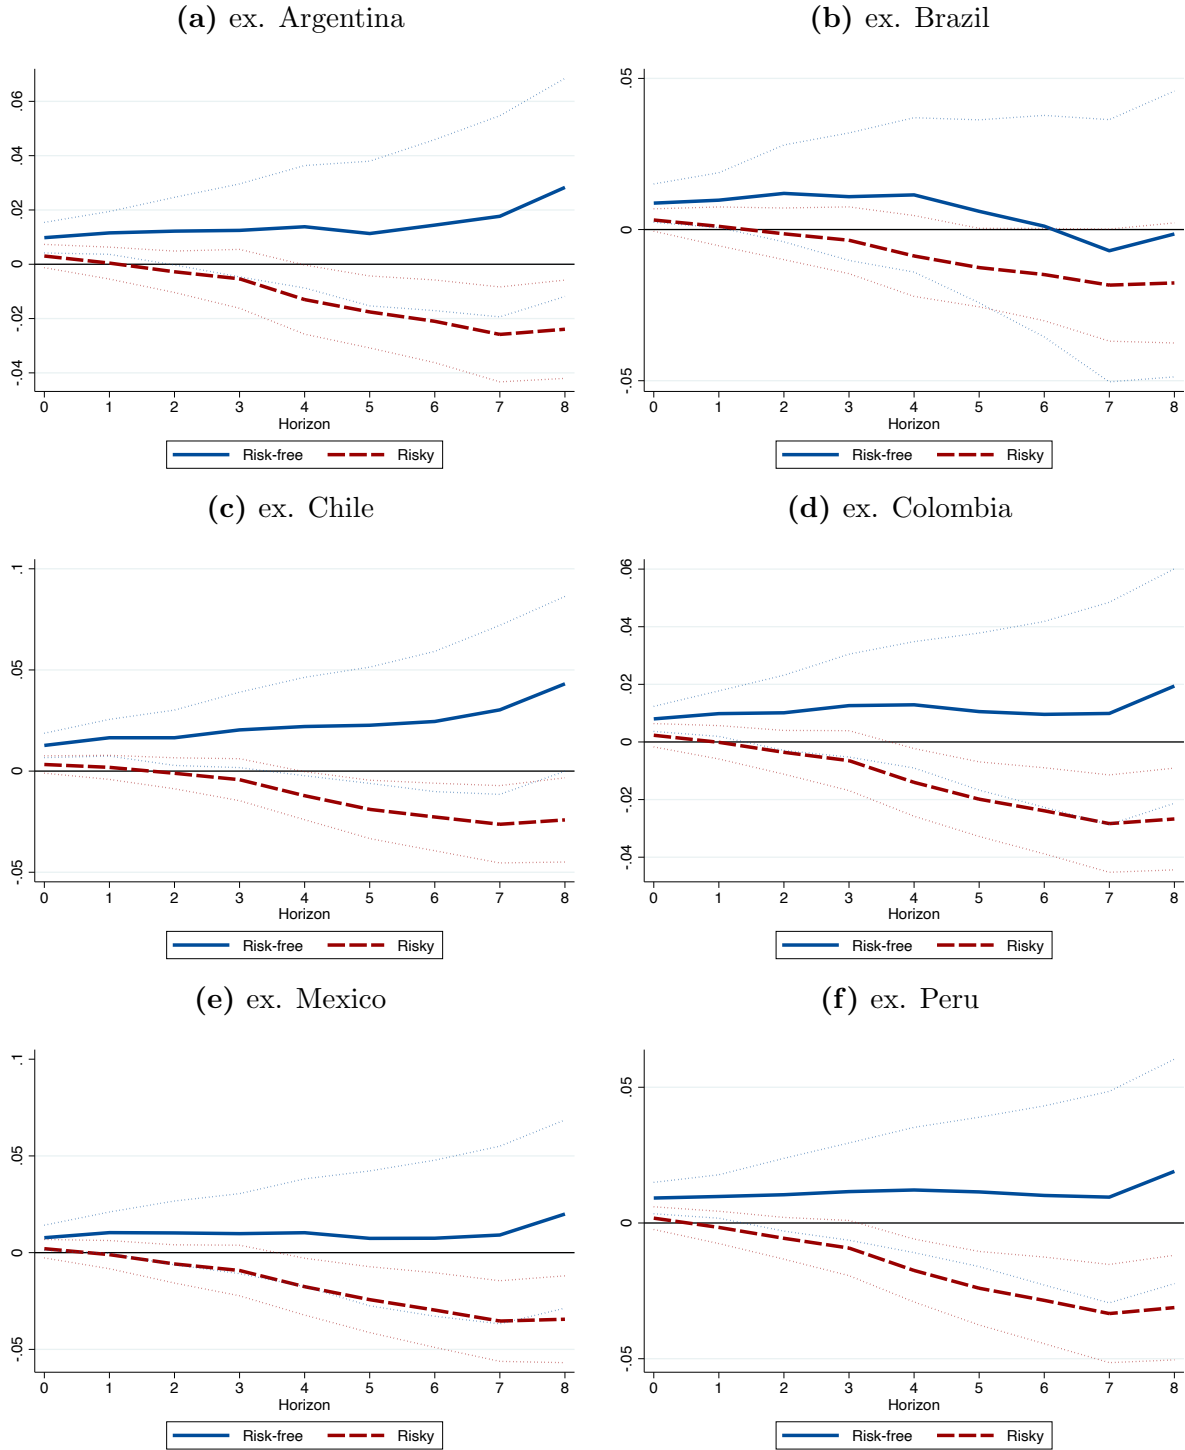 (a) ex. Argentina
.06
.04
.02
0
-.02
-.04
0 1 2 3 4 5 6 7 8
Horizon
Risk-free Risky
(b) ex. Brazil
.05
0
-.05
0 1 2 3 4 5 6 7 8
Horizon
Risk-free Risky
(c) ex. Chile
.1
.05
0
-.05
0 1 2 3 4 5 6 7 8
Horizon
Risk-free Risky
(d) ex. Colombia
.06
.04
.02
0
-.02
-.04
0 1 2 3 4 5 6 7 8
Horizon
Risk-free Risky
(e) ex. Mexico
.1
.05
0
-.05
0 1 2 3 4 5 6 7 8
Horizon
Risk-free Risky
(f) ex. Peru
.05
0
-.05
0 1 2 3 4 5 6 7 8
Horizon
Risk-free Risky